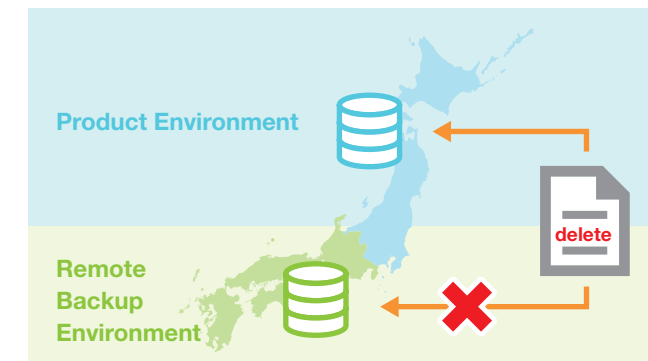 Product Environment
delete
Remote
Backup
Environment